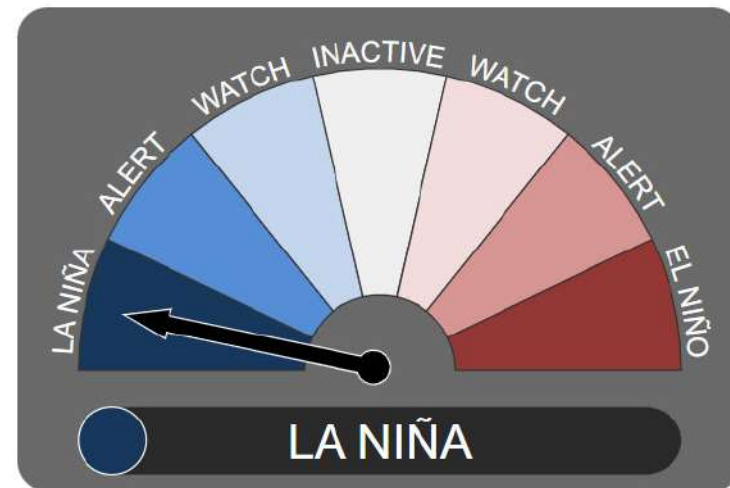 LA NIÑA
ALERT
WATCH
INACTIVE
WATCH
ALERT
EL NIÑO
LA NIÑA